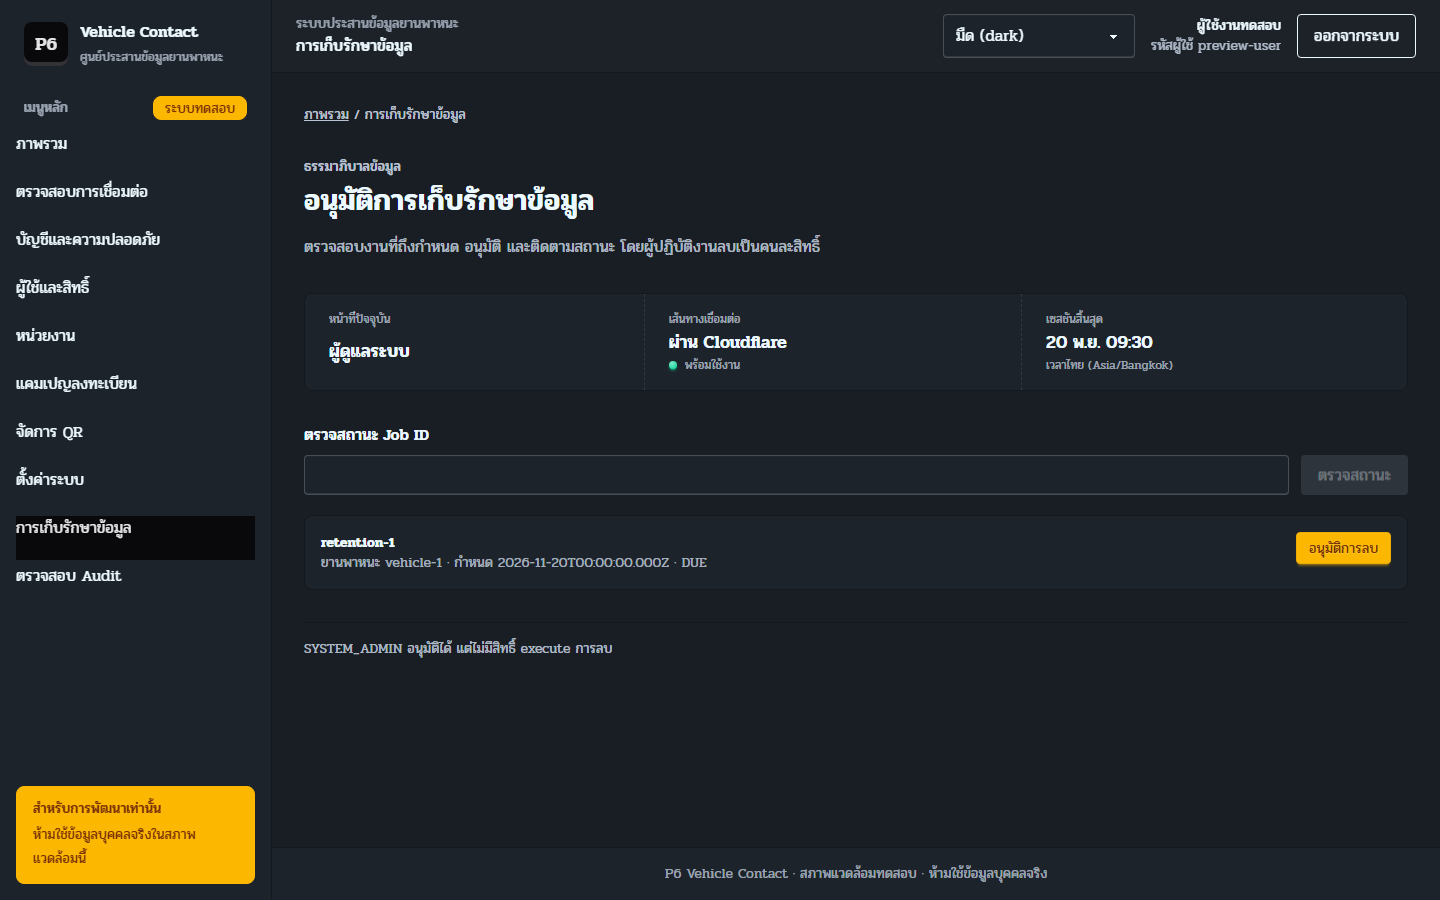 P6
Vehicle Contact
ศูนย์ประสานข้อมูลยานพาหนะ
เมนูหลัก
ระบบทดสอบ
ภาพรวม
ตรวจสอบการเชื่อมต่อ
บัญชีและความปลอดภัย
ผู้ใช้และสิทธิ์
หน่วยงาน
แคมเปญลงทะเบียน
จัดการ QR
ตั้งค่าระบบ
การเก็บรักษาข้อมูล
ตรวจสอบ Audit
สำหรับการพัฒนาเท่านั้น
ห้ามใช้ข้อมูลบุคคลจริงในสภาพ
แวดล้อมนี้
ระบบประสานข้อมูลยานพาหนะ
การเก็บรักษาข้อมูล
มืด (dark)
ผู้ใช้งานทดสอบ
รหัสผู้ใช้ preview-user
ออกจากระบบ
ภาพรวม / การเก็บรักษาข้อมูล
ธรรมาภิบาลข้อมูล
อนุมัติการเก็บรักษาข้อมูล
ตรวจสอบงานที่ถึงกำหนด อนุมัติ และติดตามสถานะ โดยผู้ปฏิบัติงานลบเป็นคนละสิทธิ์
หน้าที่ปัจจุบัน
ผู้ดูแลระบบ
เส้นทางเชื่อมต่อ
ผ่าน Cloudflare
พร้อมใช้งาน
เซสชันสิ้นสุด
20 พ.ย. 09:30
เวลาไทย (Asia/Bangkok)
ตรวจสถานะ Job ID
ตรวจสถานะ
retention-1
ยานพาหนะ vehicle-1 · กำหนด 2026-11-20T00:00:00.000Z · DUE
อนุมัติการลบ
SYSTEM_ADMIN อนุมัติได้ แต่ไม่มีสิทธิ์ execute การลบ
P6 Vehicle Contact · สภาพแวดล้อมทดสอบ · ห้ามใช้ข้อมูลบุคคลจริง